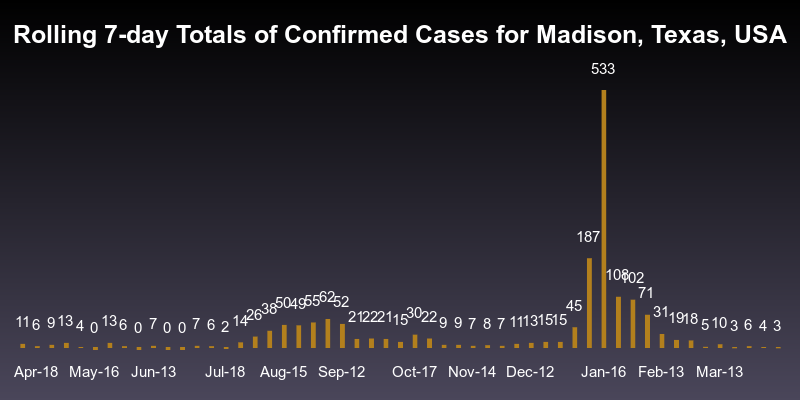 Rolling 7-day Totals of Confirmed Cases for Madison, Texas, USA
533
187
108 102
71
45
31 19 18 5 10 3 6 4 3
11 6 9 13 4 0 13 6 0 7 0 0 7 6 2 14 26 38 50 49 55 62 52 21 22 21 15 30 22 9 9 7 8 7 11 13 15 15
Apr-18 May-16 Jun-13 Jul-18 Aug-15 Sep-12 Oct-17 Nov-14 Dec-12 Jan-16 Feb-13 Mar-13